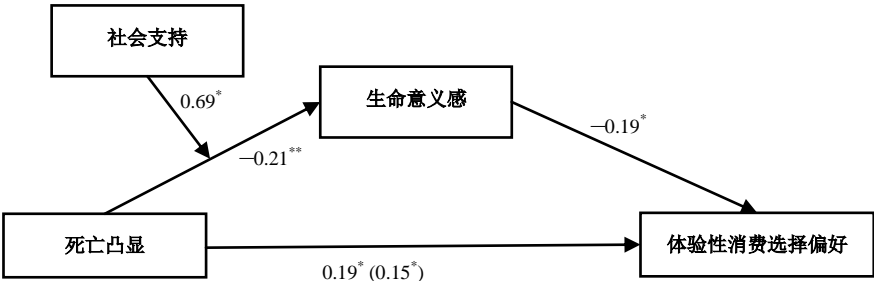 社会支持
0.69*
生命意义感
−0.21**
−0.19*
死亡凸显
体验性消费选择偏好
0.19* (0.15*)